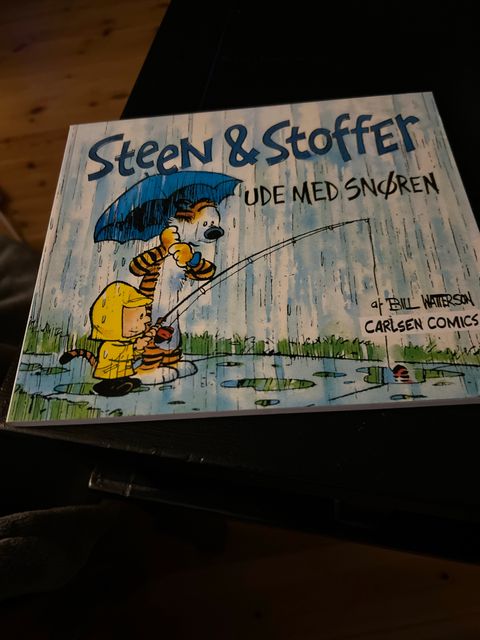 Steen & Stoffer
UDE MED SNØREN
af BILL WATTERSON
CARLSEN COMICS